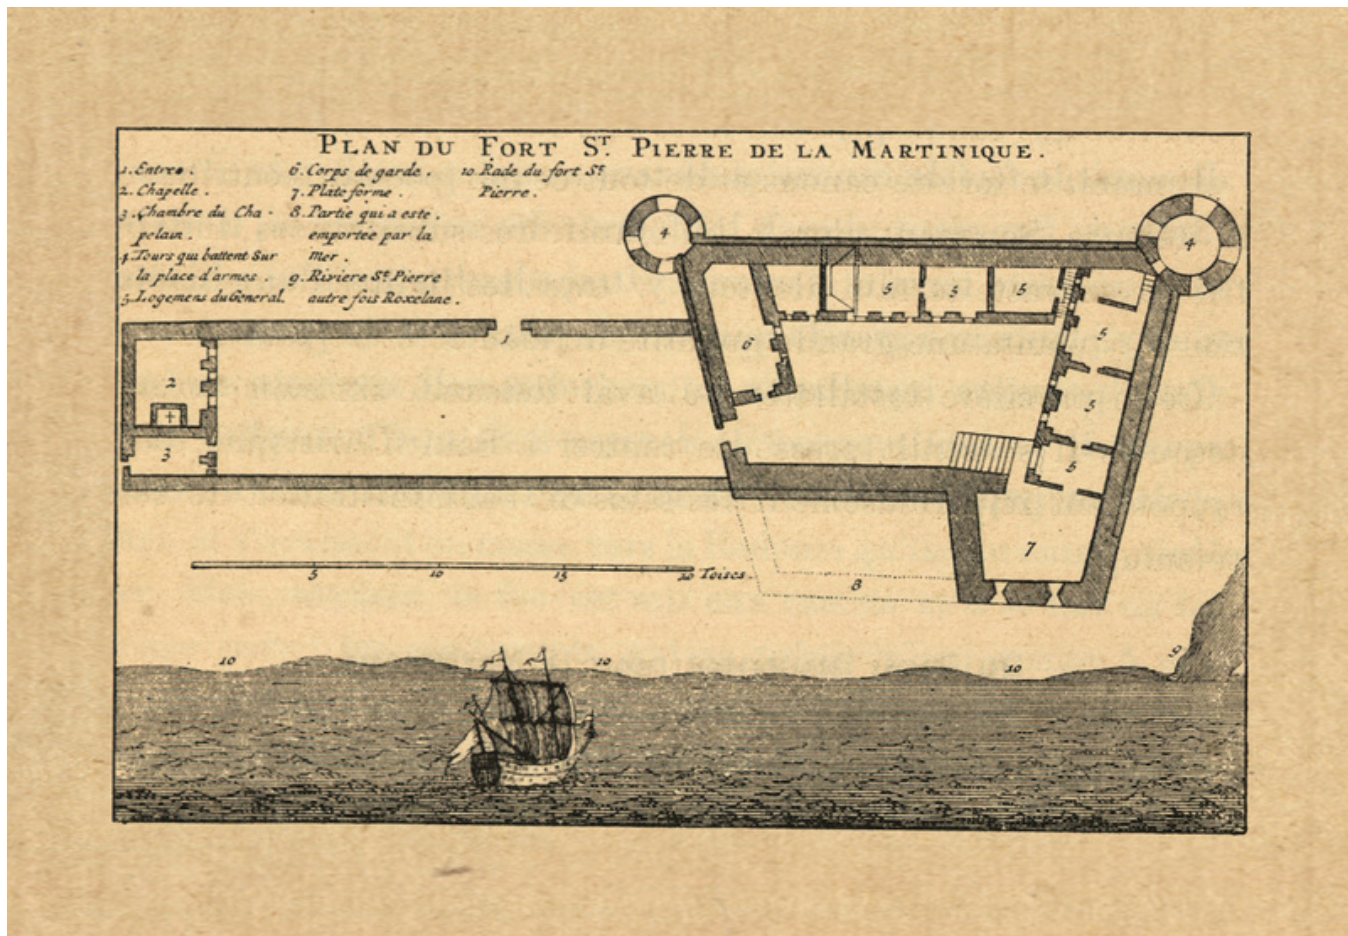 PLAN DU FORT ST. PIERRE DE LA MARTINIQUE.
1. Entree.
2. Chapelle.
3. Chambre du Cha-
pelain.
4. Tours qui battent sur
la place d'armes.
5. Logemens du General.
6. Corps de garde.
7. Plate forme.
8. Partie qui a este
emportée par la
mer.
9. Riviere St. Pierre
autre fois Roxelane.
10. Rade du fort St.
Pierre.
4
4
5
5
5
1
6
5
2
5
3
5
7
5
10
15
20 Toises.
8
10
10
10
9